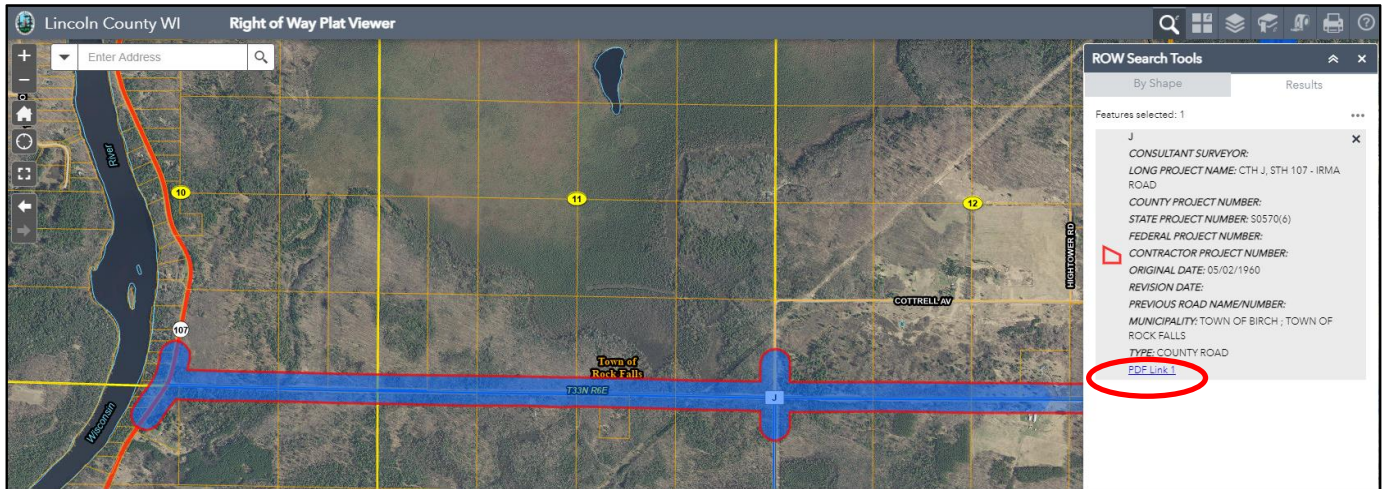 Lincoln County WI
Right of Way Plat Viewer
Enter Address
ROW Search Tools
By Shape
Results
Features selected: 1
J
CONSULTANT SURVEYOR:
LONG PROJECT NAME: CTH J, STH 107 - IRMA
ROAD
COUNTY PROJECT NUMBER:
STATE PROJECT NUMBER: S0570(6)
FEDERAL PROJECT NUMBER:
CONTRACTOR PROJECT NUMBER:
ORIGINAL DATE: 05/02/1960
REVISION DATE:
PREVIOUS ROAD NAME/NUMBER:
MUNICIPALITY: TOWN OF BIRCH ; TOWN OF
ROCK FALLS
TYPE: COUNTY ROAD
PDF Link 1
River
10
11
12
HIGHTOWER RD
COTTRELL AV
107
Town of
Rock Falls
T33N R6E
J
Wisconsin